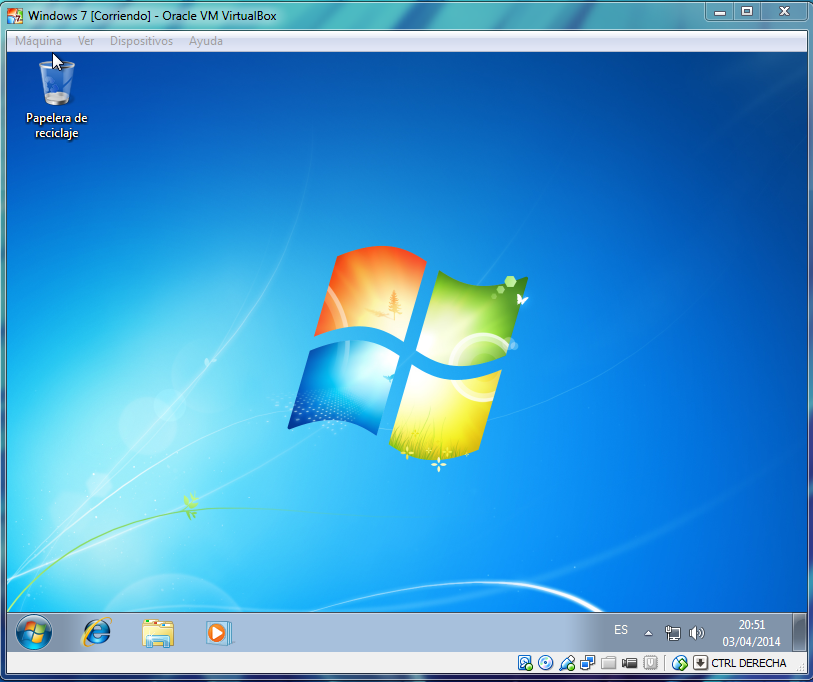 Windows 7 [Corriendo] - Oracle VM VirtualBox
Máquina Ver Dispositivos Ayuda
Papelera de
reciclaje
ES
20:51
03/04/2014
CTRL DERECHA